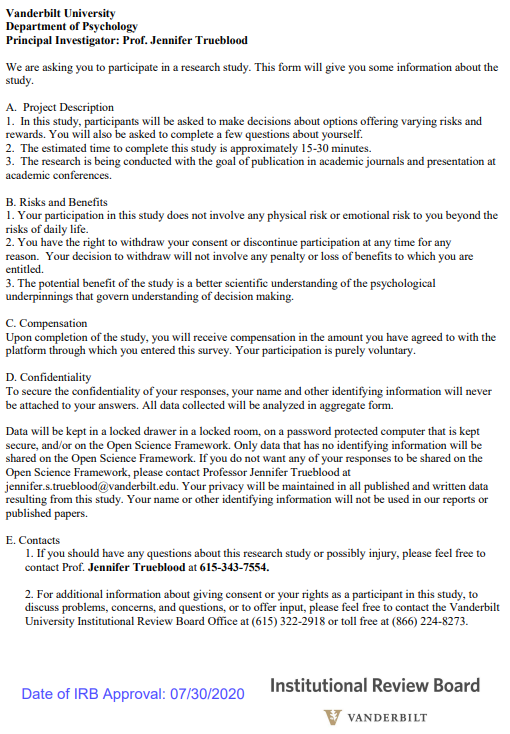 Vanderbilt University
Department of Psychology
Principal Investigator: Prof. Jennifer Trueblood
We are asking you to participate in a research study. This form will give you some information about the
study.
A. Project Description
1. In this study, participants will be asked to make decisions about options offering varying risks and
rewards. You will also be asked to complete a few questions about yourself.
2. The estimated time to complete this study is approximately 15-30 minutes.
3. The research is being conducted with the goal of publication in academic journals and presentation at
academic conferences.
B. Risks and Benefits
1. Your participation in this study does not involve any physical risk or emotional risk to you beyond the
risks of daily life.
2. You have the right to withdraw your consent or discontinue participation at any time for any
reason. Your decision to withdraw will not involve any penalty or loss of benefits to which you are
entitled.
3. The potential benefit of the study is a better scientific understanding of the psychological
underpinnings that govern understanding of decision making.
C. Compensation
Upon completion of the study, you will receive compensation in the amount you have agreed to with the
platform through which you entered this survey. Your participation is purely voluntary.
D. Confidentiality
To secure the confidentiality of your responses, your name and other identifying information will never
be attached to your answers. All data collected will be analyzed in aggregate form.
Data will be kept in a locked drawer in a locked room, on a password protected computer that is kept
secure, and/or on the Open Science Framework. Only data that has no identifying information will be
shared on the Open Science Framework. If you do not want any of your responses to be shared on the
Open Science Framework, please contact Professor Jennifer Trueblood at
jennifer.s.trueblood@vanderbilt.edu. Your privacy will be maintained in all published and written data
resulting from this study. Your name or other identifying information will not be used in our reports or
published papers.
E. Contacts
1. If you should have any questions about this research study or possibly injury, please feel free to
contact Prof. Jennifer Trueblood at 615-343-7554.
2. For additional information about giving consent or your rights as a participant in this study, to
discuss problems, concerns, and questions, or to offer input, please feel free to contact the Vanderbilt
University Institutional Review Board Office at (615) 322-2918 or toll free at (866) 224-8273.
Date of IRB Approval: 07/30/2020
Institutional Review Board
VANDERBILT